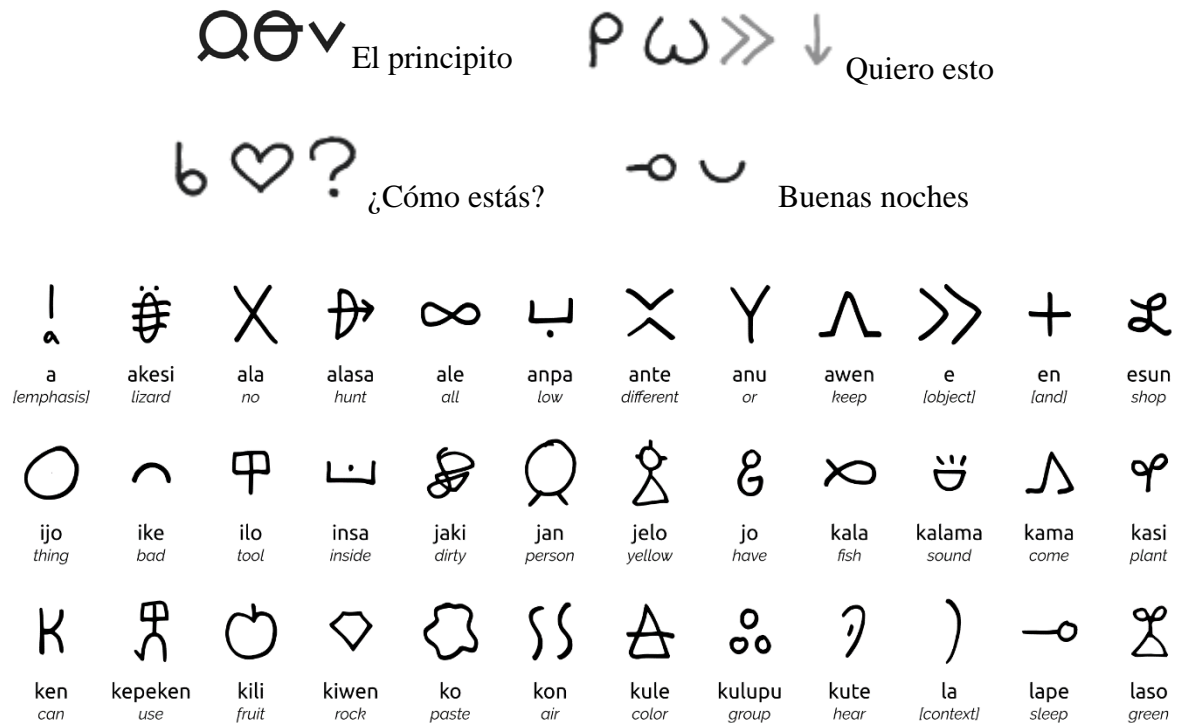 El principito Quiero esto
¿Cómo estás? Buenas noches
a akesi ala alasa ale anpa ante anu awen e en esun
[emphasis] lizard no hunt all low different or keep [object] [and] shop
ijo ike ilo insa jaki jan jelo jo kala kalama kama kasi
thing bad tool inside dirty person yellow have fish sound come plant
ken kepeken kili kiwen ko kon kule kulupu kute la lape laso
can use fruit rock paste air color group hear [context] sleep green